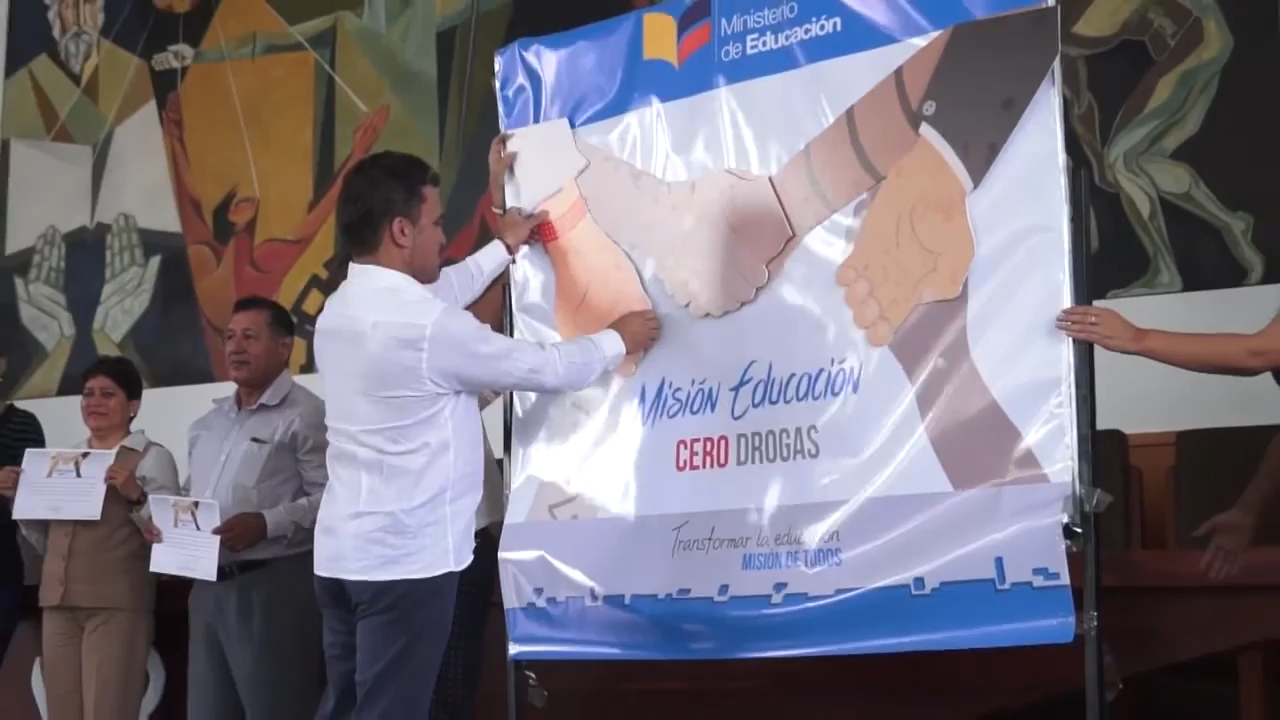 Ministerio
de Educación
Misión Educación
CERO DROGAS
Transformar la educación
MISIÓN DE TODOS